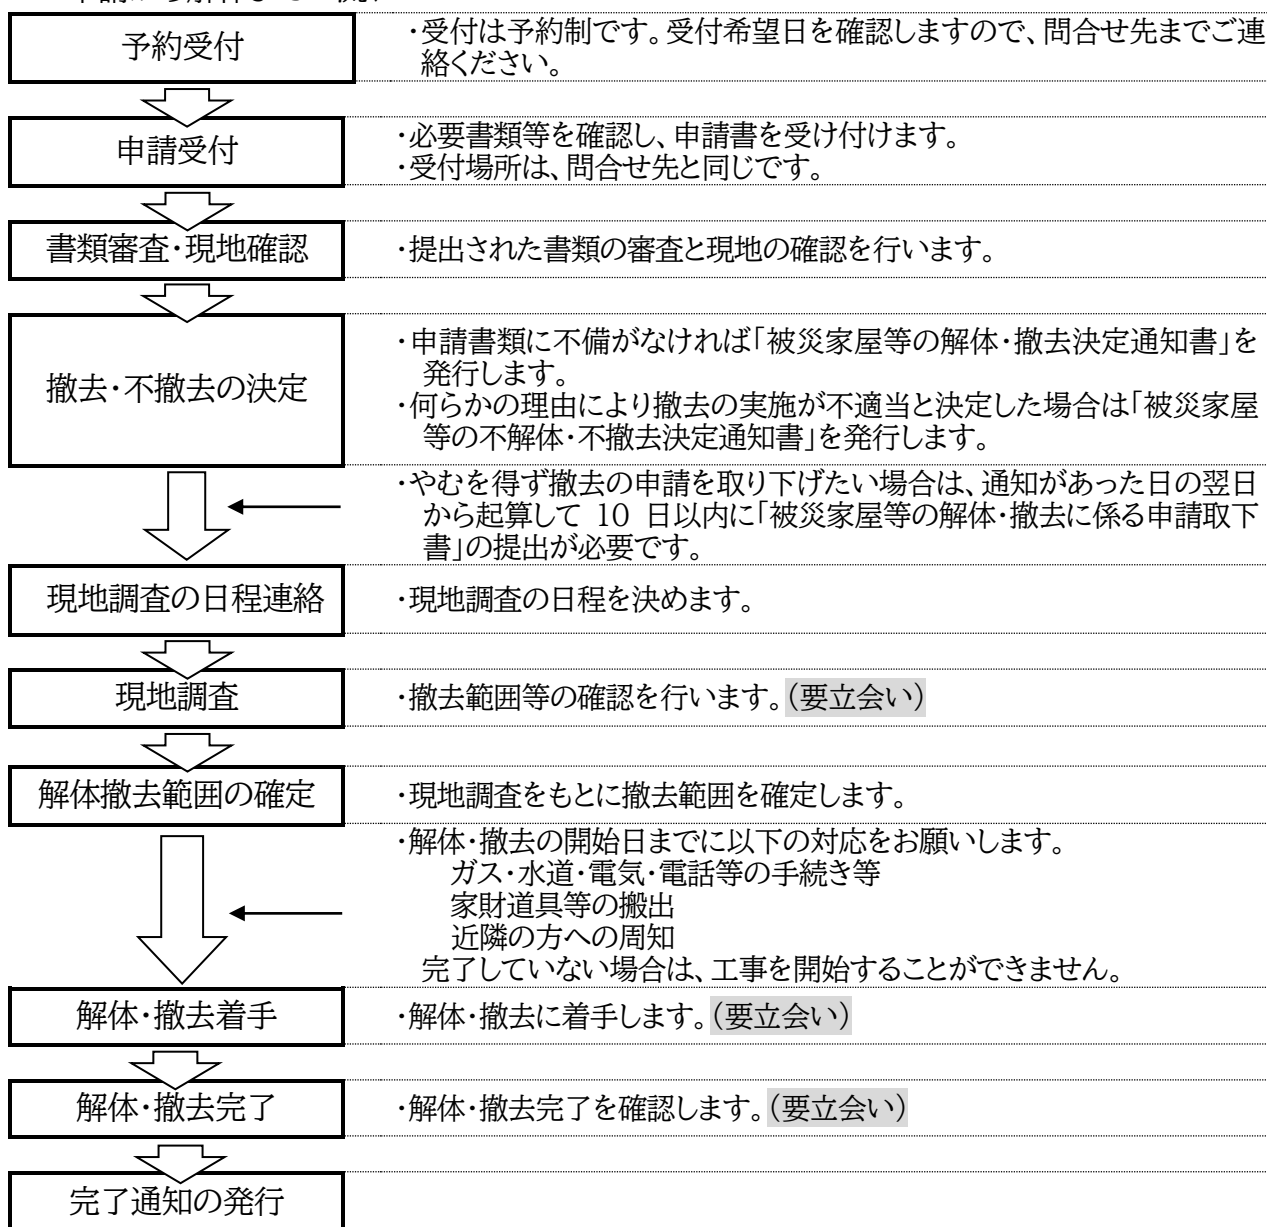 予約受付
・受付は予約制です。受付希望日を確認しますので、問合せ先までご連
絡ください。
申請受付
・必要書類等を確認し、申請書を受け付けます。
・受付場所は、問合せ先と同じです。
書類審査・現地確認
・提出された書類の審査と現地の確認を行います。
撤去・不撤去の決定
・申請書類に不備がなければ「被災家屋等の解体・撤去決定通知書」を
発行します。
・何らかの理由により撤去の実施が不適当と決定した場合は「被災家屋
等の不解体・不撤去決定通知書」を発行します。
・やむを得ず撤去の申請を取り下げたい場合は、通知があった日の翌日
から起算して 10 日以内に「被災家屋等の解体・撤去に係る申請取下
書」の提出が必要です。
現地調査の日程連絡
・現地調査の日程を決めます。
現地調査
・撤去範囲等の確認を行います。(要立会い)
解体撤去範囲の確定
・現地調査をもとに撤去範囲を確定します。
・解体・撤去の開始日までに以下の対応をお願いします。
ガス・水道・電気・電話等の手続き等
家財道具等の搬出
近隣の方への周知
完了していない場合は、工事を開始することができません。
解体・撤去着手
・解体・撤去に着手します。(要立会い)
解体・撤去完了
・解体・撤去完了を確認します。(要立会い)
完了通知の発行